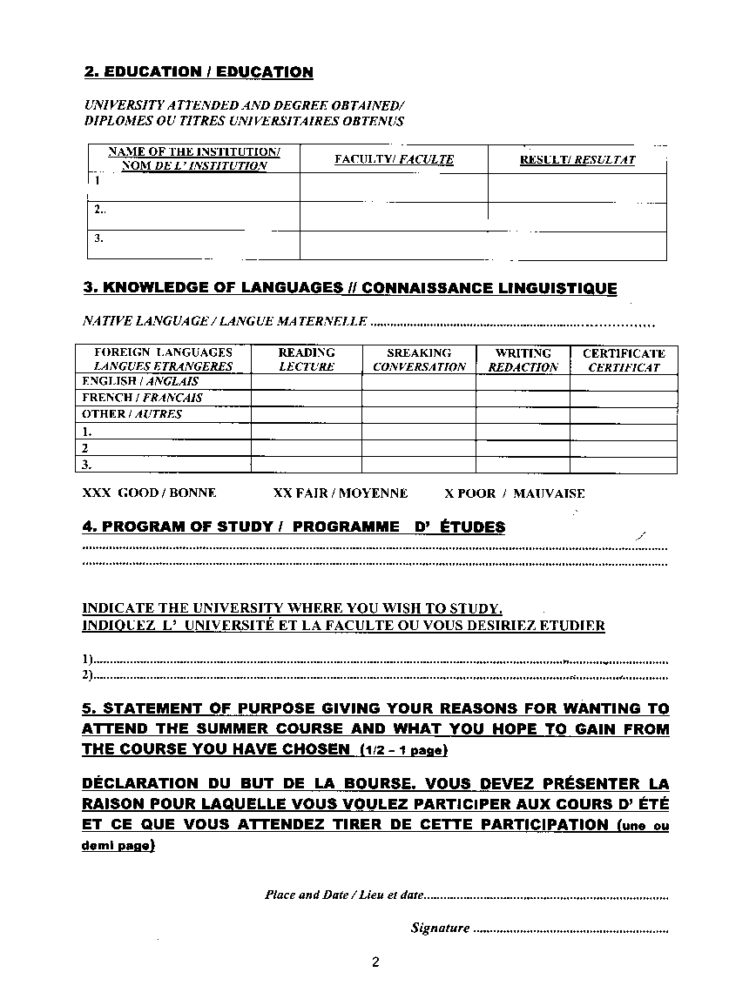 2. EDUCATION / EDUCATION
UNIVERSITY ATTENDED AND DEGREE OBTAINED/
DIPLOMES OU TITRES UNIVERSITAIRES OBTENUS
NAME OF THE INSTITUTION/ FACULTY/ FACULTE RESULT/ RESULTAT
NOM DE L' INSTITUTION
1
2..
3.
3. KNOWLEDGE OF LANGUAGES // CONNAISSANCE LINGUISTIQUE
NATIVE LANGUAGE / LANGUE MATERNELLE ........................................................................................
FOREIGN LANGUAGES READING SREAKING WRITING CERTIFICATE
LANGUES ETRANGERES LECTURE CONVERSATION REDACTION CERTIFICAT
ENGLISH / ANGLAIS
FRENCH / FRANCAIS
OTHER / AUTRES
1.
2
3.
XXX GOOD / BONNE XX FAIR / MOYENNE X POOR / MAUVAISE
4. PROGRAM OF STUDY / PROGRAMME D' ÉTUDES
................................................................................
................................................................................
INDICATE THE UNIVERSITY WHERE YOU WISH TO STUDY.
INDIQUEZ L' UNIVERSITÉ ET LA FACULTE OU VOUS DESIRIEZ ETUDIER
1)................................................................................
2)................................................................................
5. STATEMENT OF PURPOSE GIVING YOUR REASONS FOR WANTING TO
ATTEND THE SUMMER COURSE AND WHAT YOU HOPE TO GAIN FROM
THE COURSE YOU HAVE CHOSEN (1/2 – 1 page)
DÉCLARATION DU BUT DE LA BOURSE. VOUS DEVEZ PRÉSENTER LA
RAISON POUR LAQUELLE VOUS VOULEZ PARTICIPER AUX COURS D' ÉTÉ
ET CE QUE VOUS ATTENDEZ TIRER DE CETTE PARTICIPATION (une ou
demi page)
Place and Date / Lieu et date..........................................................................
Signature ...........................................................
2